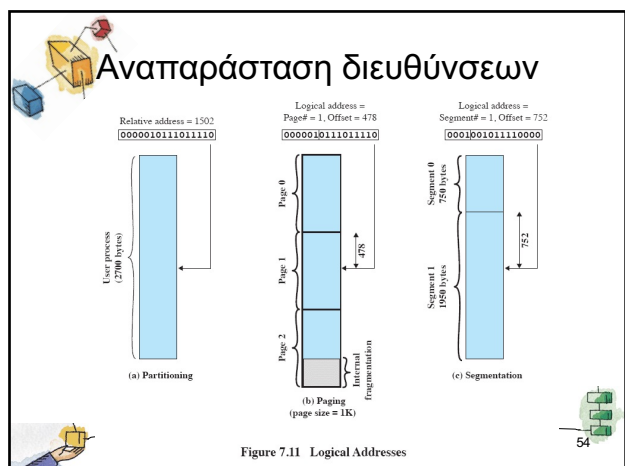 Αναπαράσταση διευθύνσεων
Relative address = 1502
0000010111011110
User process
(2700 bytes)
(a) Partitioning
Logical address =
Page# = 1, Offset = 478
0000010111011110
Page 0
Page 1
Page 2
478
Internal
fragmentation
(b) Paging
(page size = 1K)
Logical address =
Segment# = 1, Offset = 752
0001001011110000
Segment 0
750 bytes
Segment 1
1950 bytes
752
(c) Segmentation
Figure 7.11 Logical Addresses
54